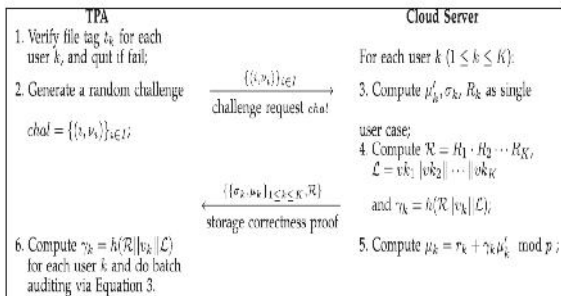 TPA
Cloud Server
1. Verify file tag t_k for each
user k, and quit if fail;
For each user k (1 ≤ k ≤ K):
2. Generate a random challenge
{(i,ν_i)}_{i∈I}
challenge request chal
3. Compute μ'_k, σ_k, R_k as single
chal = {(i, ν_i)}_{i∈I};
user case;
4. Compute R = R_1 · R_2 ⋯ R_K,
L = vk_1 ||vk_2|| ⋯ ||vk_K
{{σ_k, μ_k}_{1≤k≤K}, R}
storage correctness proof
and γ_k = h(R||v_k||L);
6. Compute γ_k = h(R||v_k||L)
for each user k and do batch
auditing via Equation 3.
5. Compute μ_k = r_k + γ_kμ'_k mod p ;